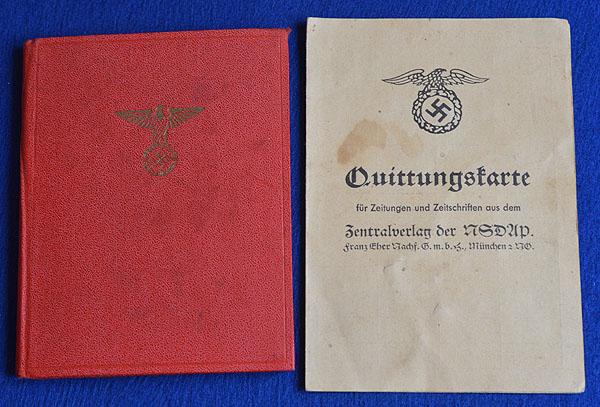 Quittungskarte
für Zeitungen und Zeitschriften aus dem
Zentralverlag der NSDAP.
Franz Eher Nachf. G. m. b. H., München 2 NO.